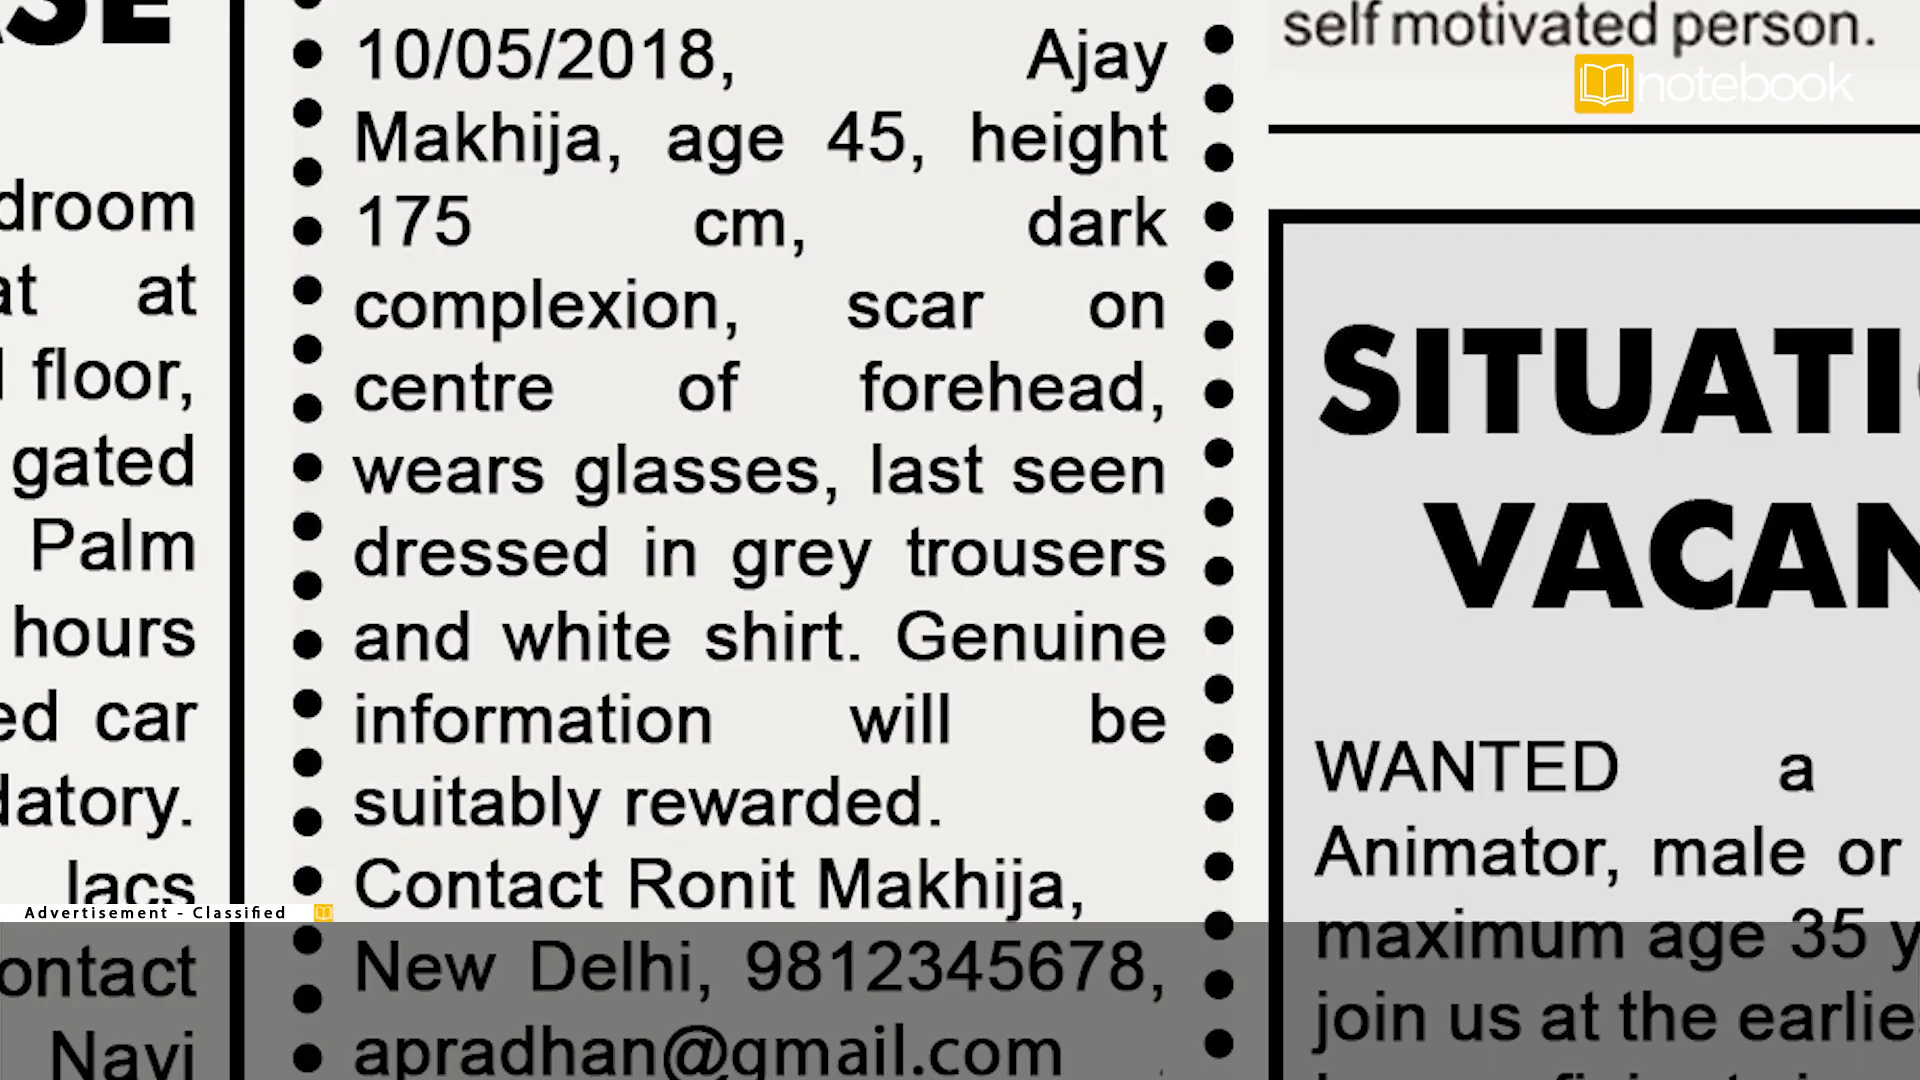 SE
droom
at at
floor,
gated
Palm
hours
ed car
datory.
lacs
ontact
Navi
10/05/2018, Ajay
Makhija, age 45, height
175 cm, dark
complexion, scar on
centre of forehead,
wears glasses, last seen
dressed in grey trousers
and white shirt. Genuine
information will be
suitably rewarded.
Contact Ronit Makhija,
New Delhi, 9812345678,
apradhan@gmail.com
self motivated person.
notebook
SITUATI
VACAN
WANTED a
Animator, male or
maximum age 35 y
join us at the earlie
Advertisement - Classified